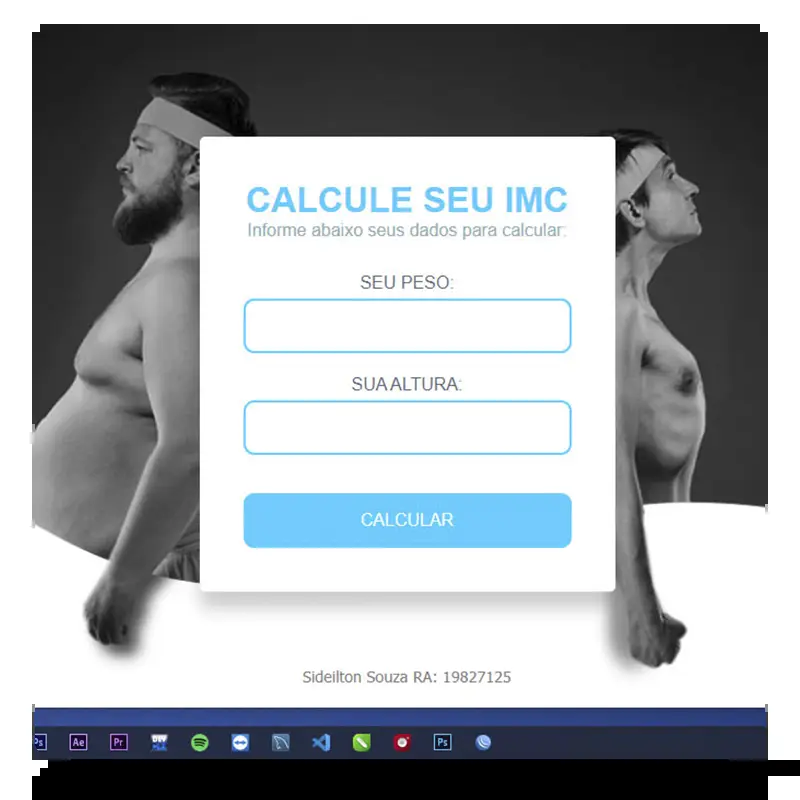 CALCULE SEU IMC
Informe abaixo seus dados para calcular:
SEU PESO:
SUA ALTURA:
CALCULAR
Sideilton Souza RA: 19827125
Ps Ae Pr DIY Ps